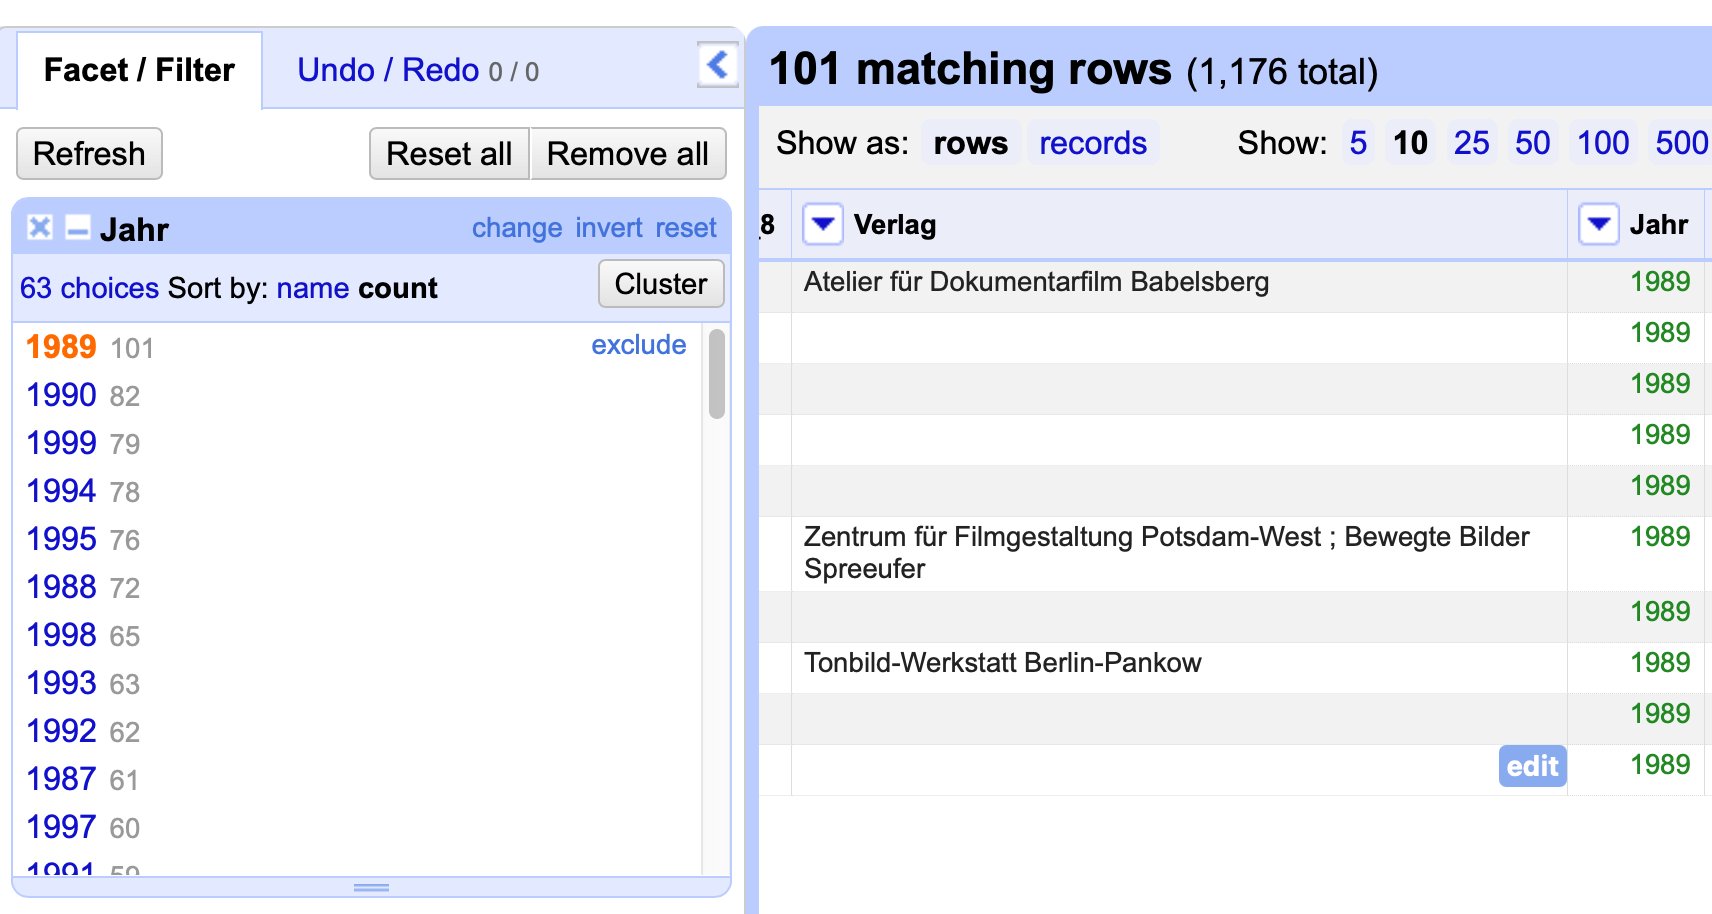 Facet / Filter
Undo / Redo 0 / 0
Refresh
Reset all
Remove all
Jahr
change invert reset
63 choices Sort by: name count
Cluster
1989 101
exclude
1990 82
1999 79
1994 78
1995 76
1988 72
1998 65
1993 63
1992 62
1987 61
1997 60
1991 59
101 matching rows (1,176 total)
Show as: rows records
Show: 5 10 25 50 100 500
8 Verlag Jahr
Atelier für Dokumentarfilm Babelsberg 1989
1989
1989
1989
1989
Zentrum für Filmgestaltung Potsdam-West ; Bewegte Bilder 1989
Spreeufer
1989
Tonbild-Werkstatt Berlin-Pankow 1989
1989
edit 1989